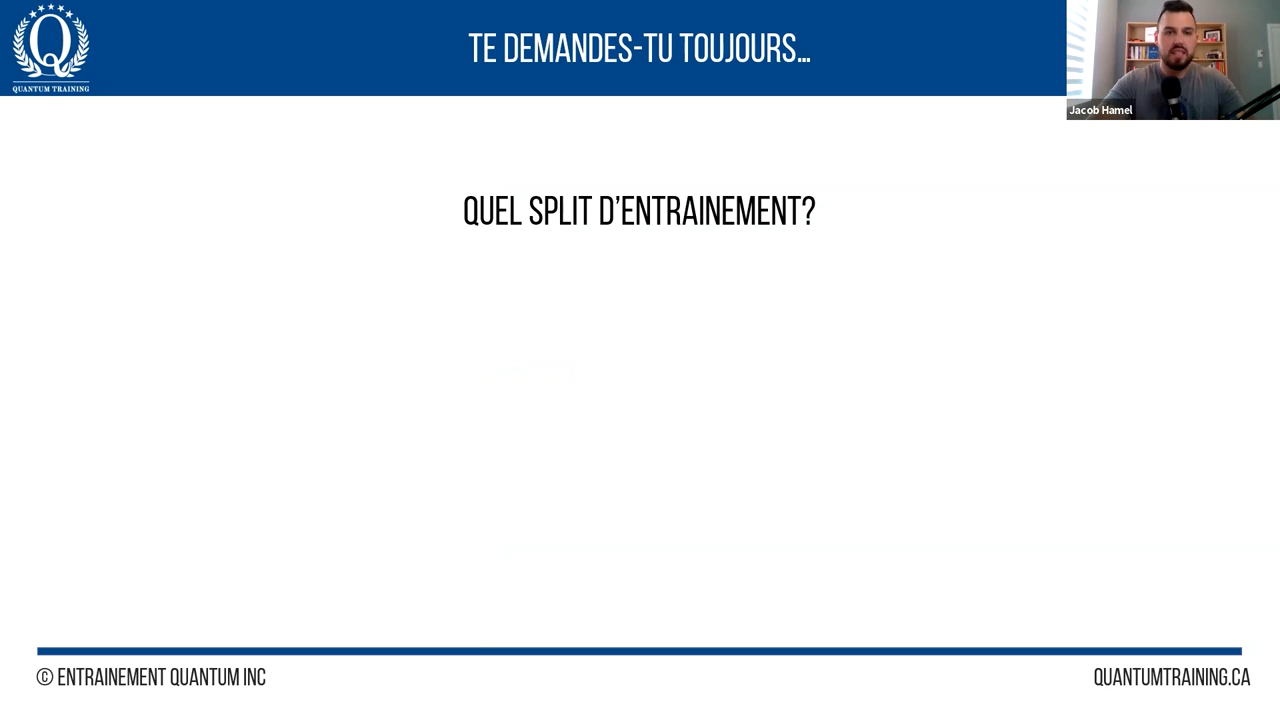 QUANTUM TRAINING
TE DEMANDES-TU TOUJOURS...
Jacob Hamel
QUEL SPLIT D'ENTRAINEMENT?
© ENTRAINEMENT QUANTUM INC
QUANTUMTRAINING.CA